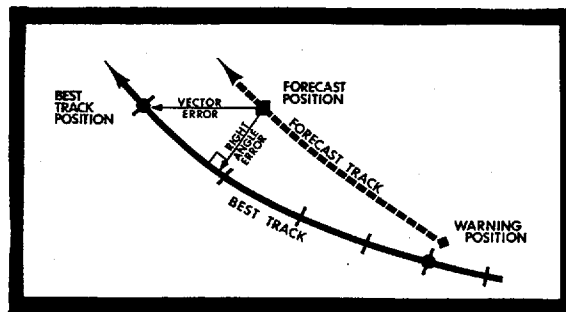 BEST
TRACK
POSITION
VECTOR
ERROR
FORECAST
POSITION
RIGHT
ANGLE
ERROR
FORECAST TRACK
BEST TRACK
WARNING
POSITION